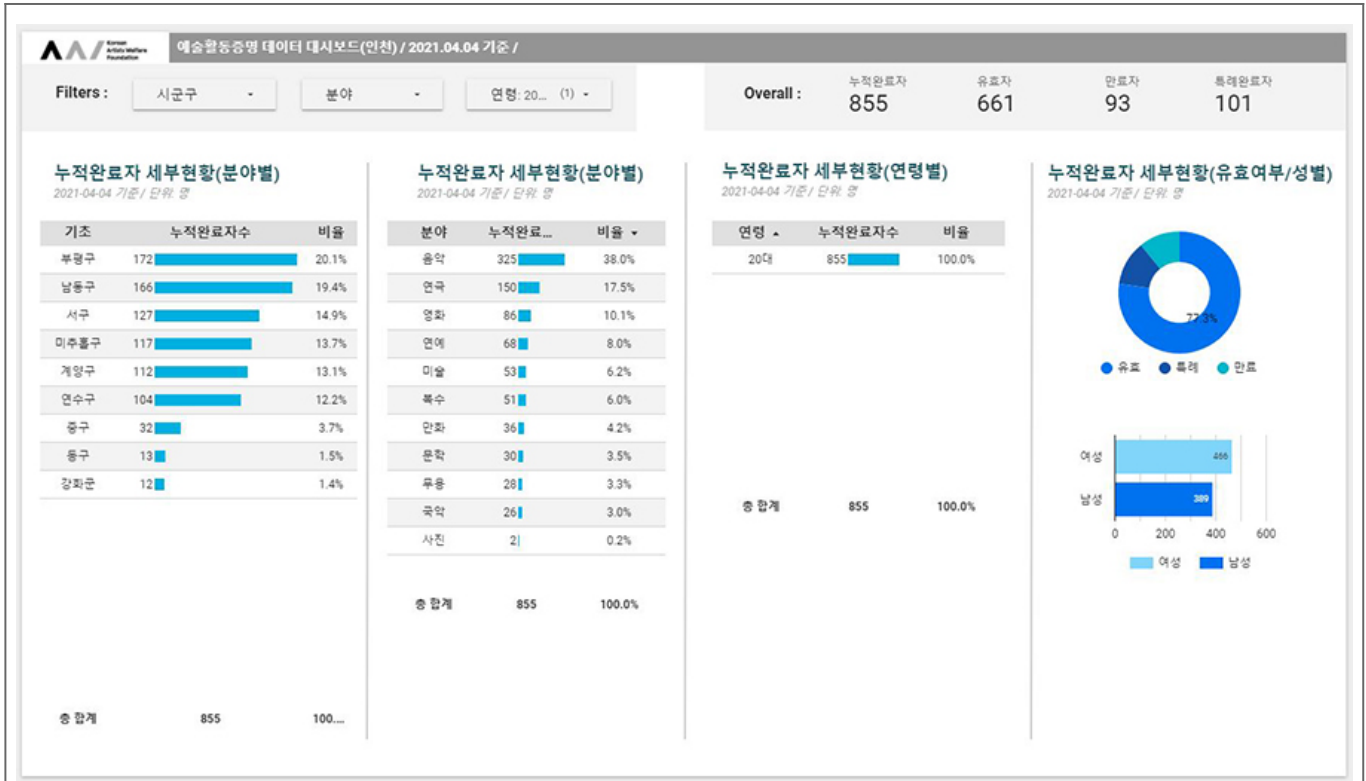 Korean
Artists Welfare
Foundation
예술활동증명 데이터 대시보드(인천) / 2021.04.04 기준 /
Filters :
시군구
분야
연령: 20... (1)
Overall :
누적완료자
855
유효자
661
만료자
93
특례완료자
101
누적완료자 세부현황(분야별)
2021-04-04 기준 / 단위: 명
기초 누적완료자수 비율
부평구 172 20.1%
남동구 166 19.4%
서구 127 14.9%
미추홀구 117 13.7%
계양구 112 13.1%
연수구 104 12.2%
중구 32 3.7%
동구 13 1.5%
강화군 12 1.4%
총 합계 855 100....
누적완료자 세부현황(분야별)
2021-04-04 기준 / 단위: 명
분야 누적완료... 비율
음악 325 38.0%
연극 150 17.5%
영화 86 10.1%
연예 68 8.0%
미술 53 6.2%
복수 51 6.0%
만화 36 4.2%
문학 30 3.5%
무용 28 3.3%
국악 26 3.0%
사진 2 0.2%
총 합계 855 100.0%
누적완료자 세부현황(연령별)
2021-04-04 기준 / 단위: 명
연령 누적완료자수 비율
20대 855 100.0%
총 합계 855 100.0%
누적완료자 세부현황(유효여부/성별)
2021-04-04 기준 / 단위: 명
77.3%
유효 특례 만료
여성 466
남성 389
0 200 400 600
여성 남성